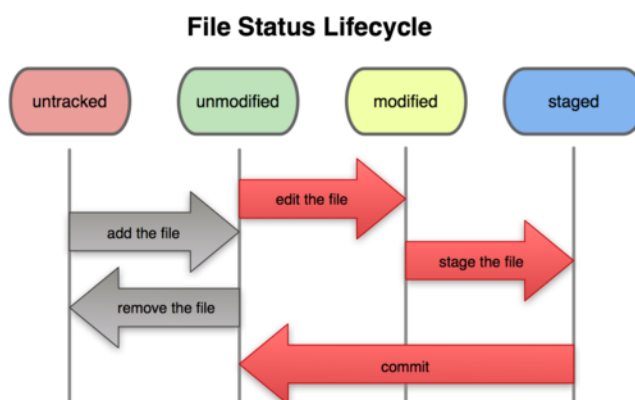 File Status Lifecycle
untracked
unmodified
modified
staged
edit the file
add the file
stage the file
remove the file
commit